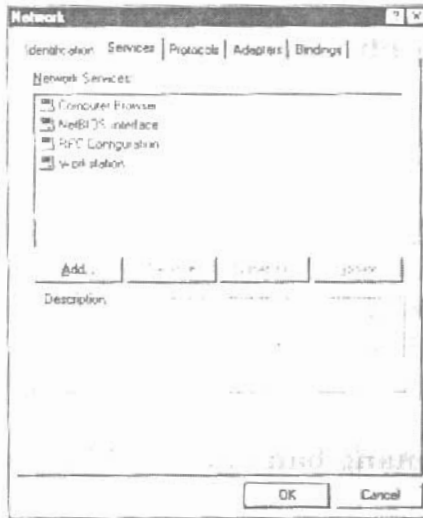 Network
Identification Services Protocols Adapters Bindings
Network Services:
Computer Browser
NetBIOS Interface
RPC Configuration
Workstation
Add...
Description:
OK Cancel